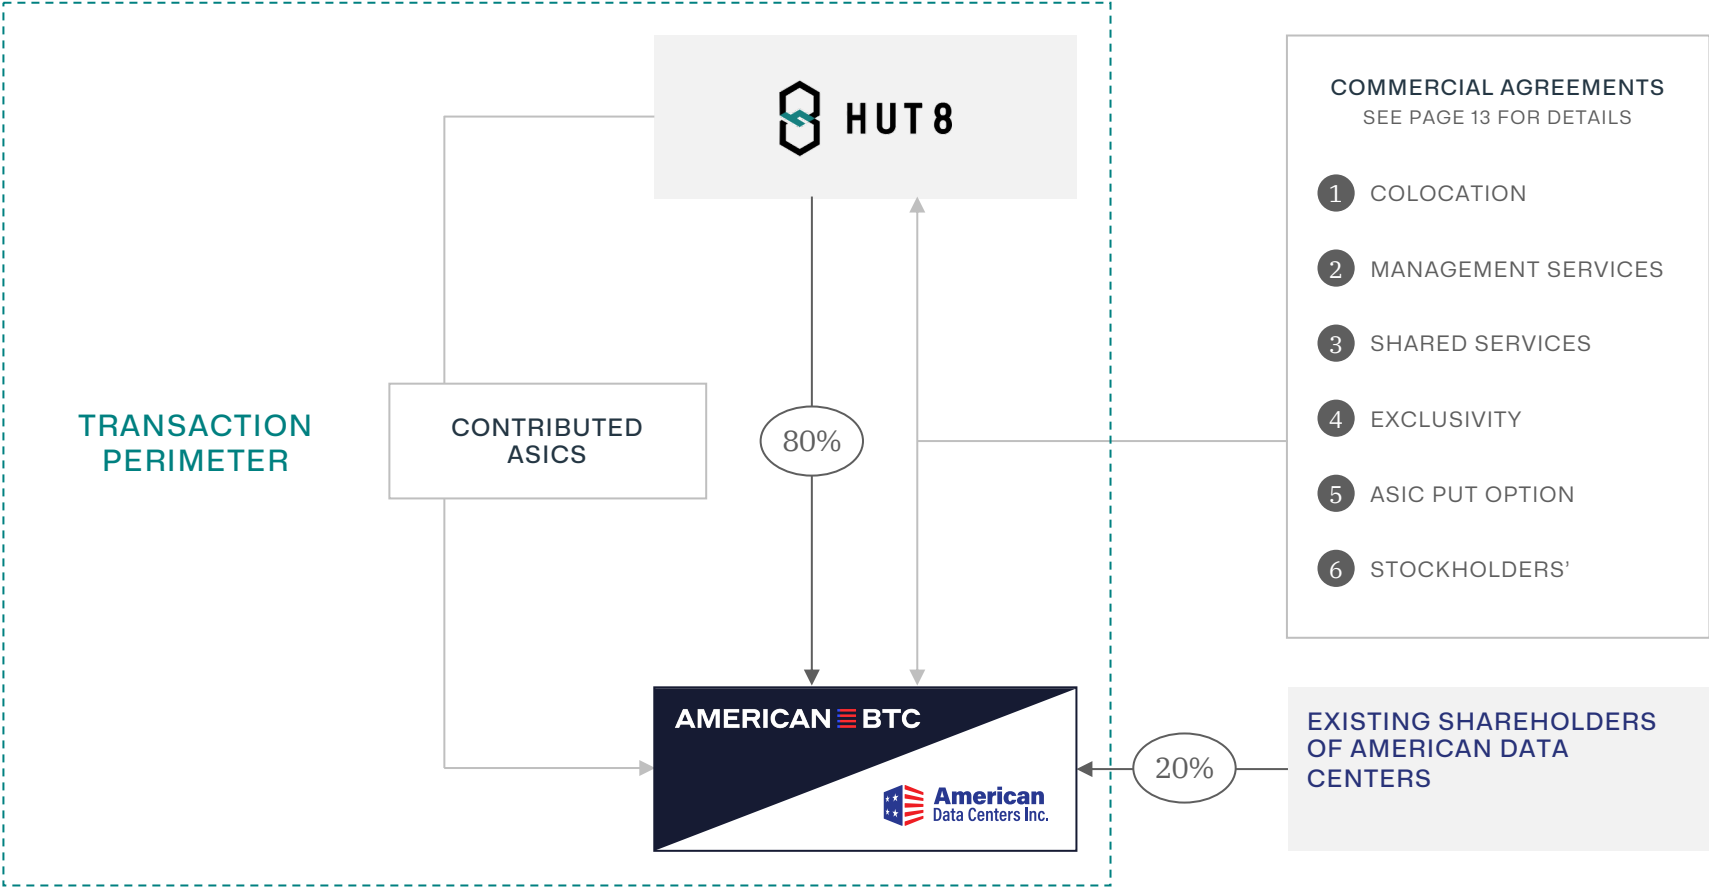 HUT 8
COMMERCIAL AGREEMENTS
SEE PAGE 13 FOR DETAILS
1 COLOCATION
2 MANAGEMENT SERVICES
3 SHARED SERVICES
4 EXCLUSIVITY
5 ASIC PUT OPTION
6 STOCKHOLDERS’
TRANSACTION
PERIMETER
CONTRIBUTED
ASICS
80%
AMERICAN BTC
American
Data Centers Inc.
20%
EXISTING SHAREHOLDERS
OF AMERICAN DATA
CENTERS